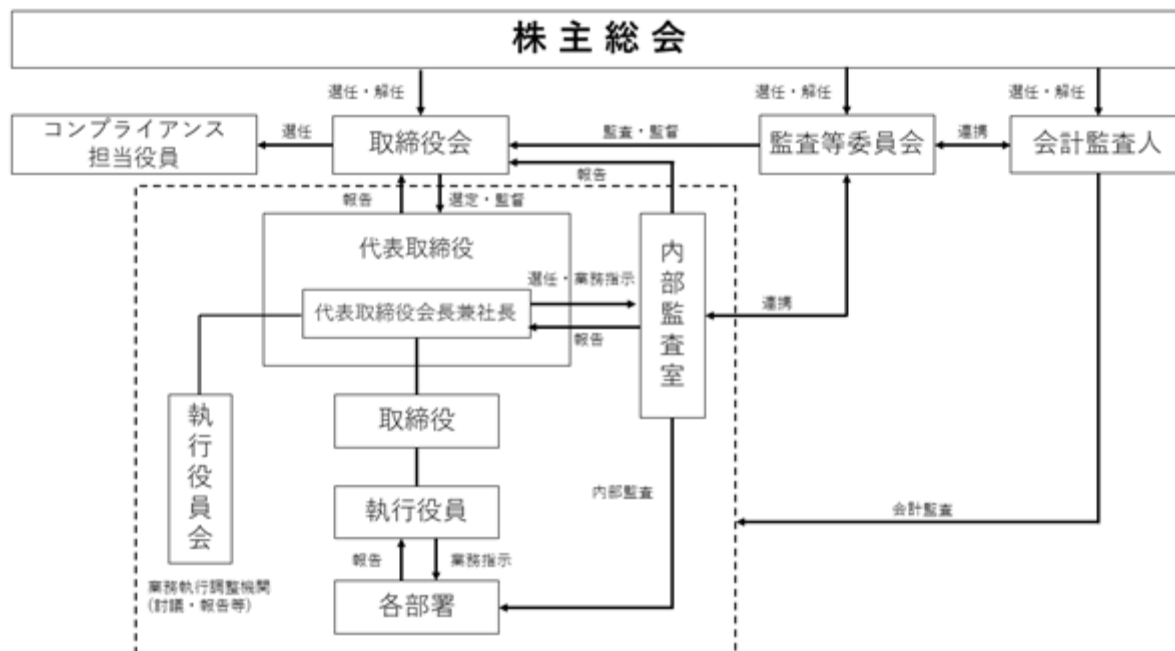 株主総会
選任・解任
選任・解任
選任・解任
コンプライアンス
担当役員
選任
取締役会
監査・監督
監査等委員会
連携
会計監査人
報告
報告
選定・監督
代表取締役
内部監査室
選任・業務指示
代表取締役会長兼社長
連携
報告
執行役員会
取締役
内部監査
会計監査
執行役員
報告
業務指示
業務執行調整機関
(討議・報告等)
各部署